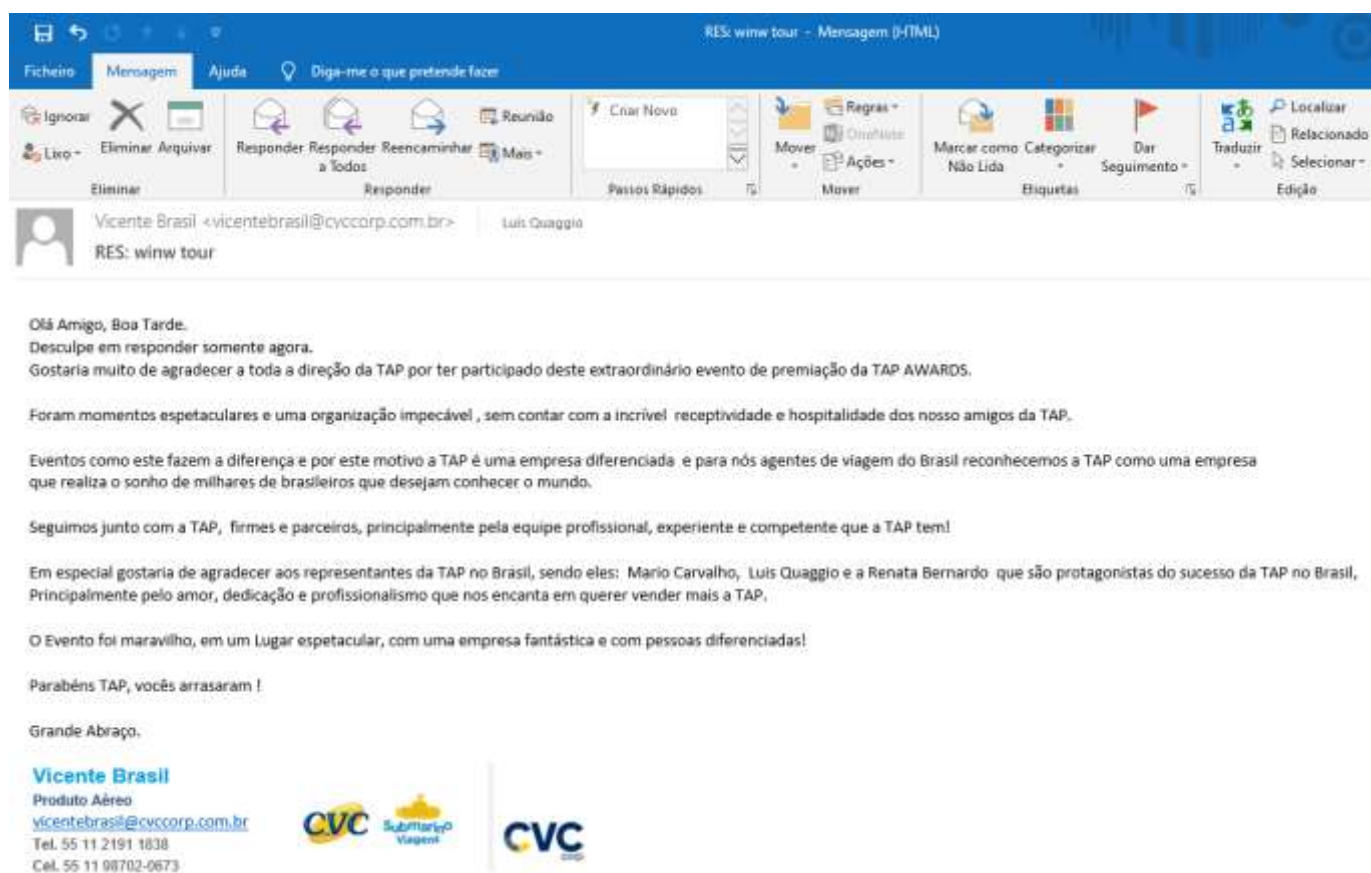 RES: winw tour - Mensagem (HTML)
Ficheiro Mensagem Ajuda Diga-me o que pretende fazer
Ignorar
Lixo
Eliminar Arquivar
Responder Responder a Todos Reencaminhar
Reunião
Mais
Criar Novo
Mover
Regras
OneNote
Ações
Marcar como Não Lida Categorizar Dar Seguimento
Traduzir
Localizar
Relacionado
Selecionar
Eliminar Responder Passos Rápidos Mover Etiquetas Edição
Vicente Brasil <vicentebrasil@cvccorp.com.br> Luis Quaggio
RES: winw tour
Olá Amigo, Boa Tarde.
Desculpe em responder somente agora.
Gostaria muito de agradecer a toda a direção da TAP por ter participado deste extraordinário evento de premiação da TAP AWARDS.
Foram momentos espetaculares e uma organização impecável , sem contar com a incrível receptividade e hospitalidade dos nosso amigos da TAP.
Eventos como este fazem a diferença e por este motivo a TAP é uma empresa diferenciada e para nós agentes de viagem do Brasil reconhecemos a TAP como uma empresa
que realiza o sonho de milhares de brasileiros que desejam conhecer o mundo.
Seguimos junto com a TAP, firmes e parceiros, principalmente pela equipe profissional, experiente e competente que a TAP tem!
Em especial gostaria de agradecer aos representantes da TAP no Brasil, sendo eles: Mario Carvalho, Luis Quaggio e a Renata Bernardo que são protagonistas do sucesso da TAP no Brasil,
Principalmente pelo amor, dedicação e profissionalismo que nos encanta em querer vender mais a TAP.
O Evento foi maravilho, em um Lugar espetacular, com uma empresa fantástica e com pessoas diferenciadas!
Parabéns TAP, vocês arrasaram !
Grande Abraço.
Vicente Brasil
Produto Aéreo
vicentebrasil@cvccorp.com.br
Tel. 55 11 2191 1838
Cel. 55 11 98702-0673
CVC
Submarino
Viagens
CVC
corp